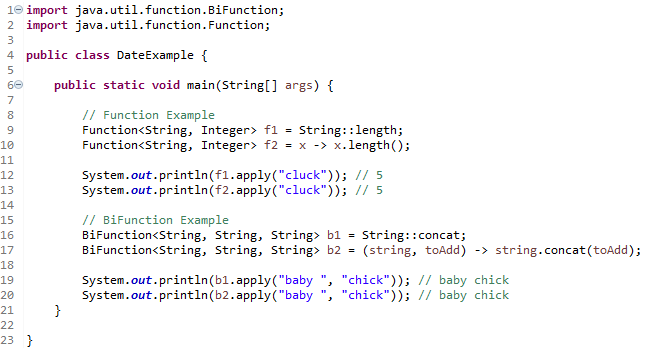 1 import java.util.function.BiFunction;
2 import java.util.function.Function;
3
4 public class DateExample {
5
6     public static void main(String[] args) {
7
8         // Function Example
9         Function<String, Integer> f1 = String::length;
10         Function<String, Integer> f2 = x -> x.length();
11
12         System.out.println(f1.apply("cluck")); // 5
13         System.out.println(f2.apply("cluck")); // 5
14
15         // BiFunction Example
16         BiFunction<String, String, String> b1 = String::concat;
17         BiFunction<String, String, String> b2 = (string, toAdd) -> string.concat(toAdd);
18
19         System.out.println(b1.apply("baby ", "chick")); // baby chick
20         System.out.println(b2.apply("baby ", "chick")); // baby chick
21     }
22
23 }